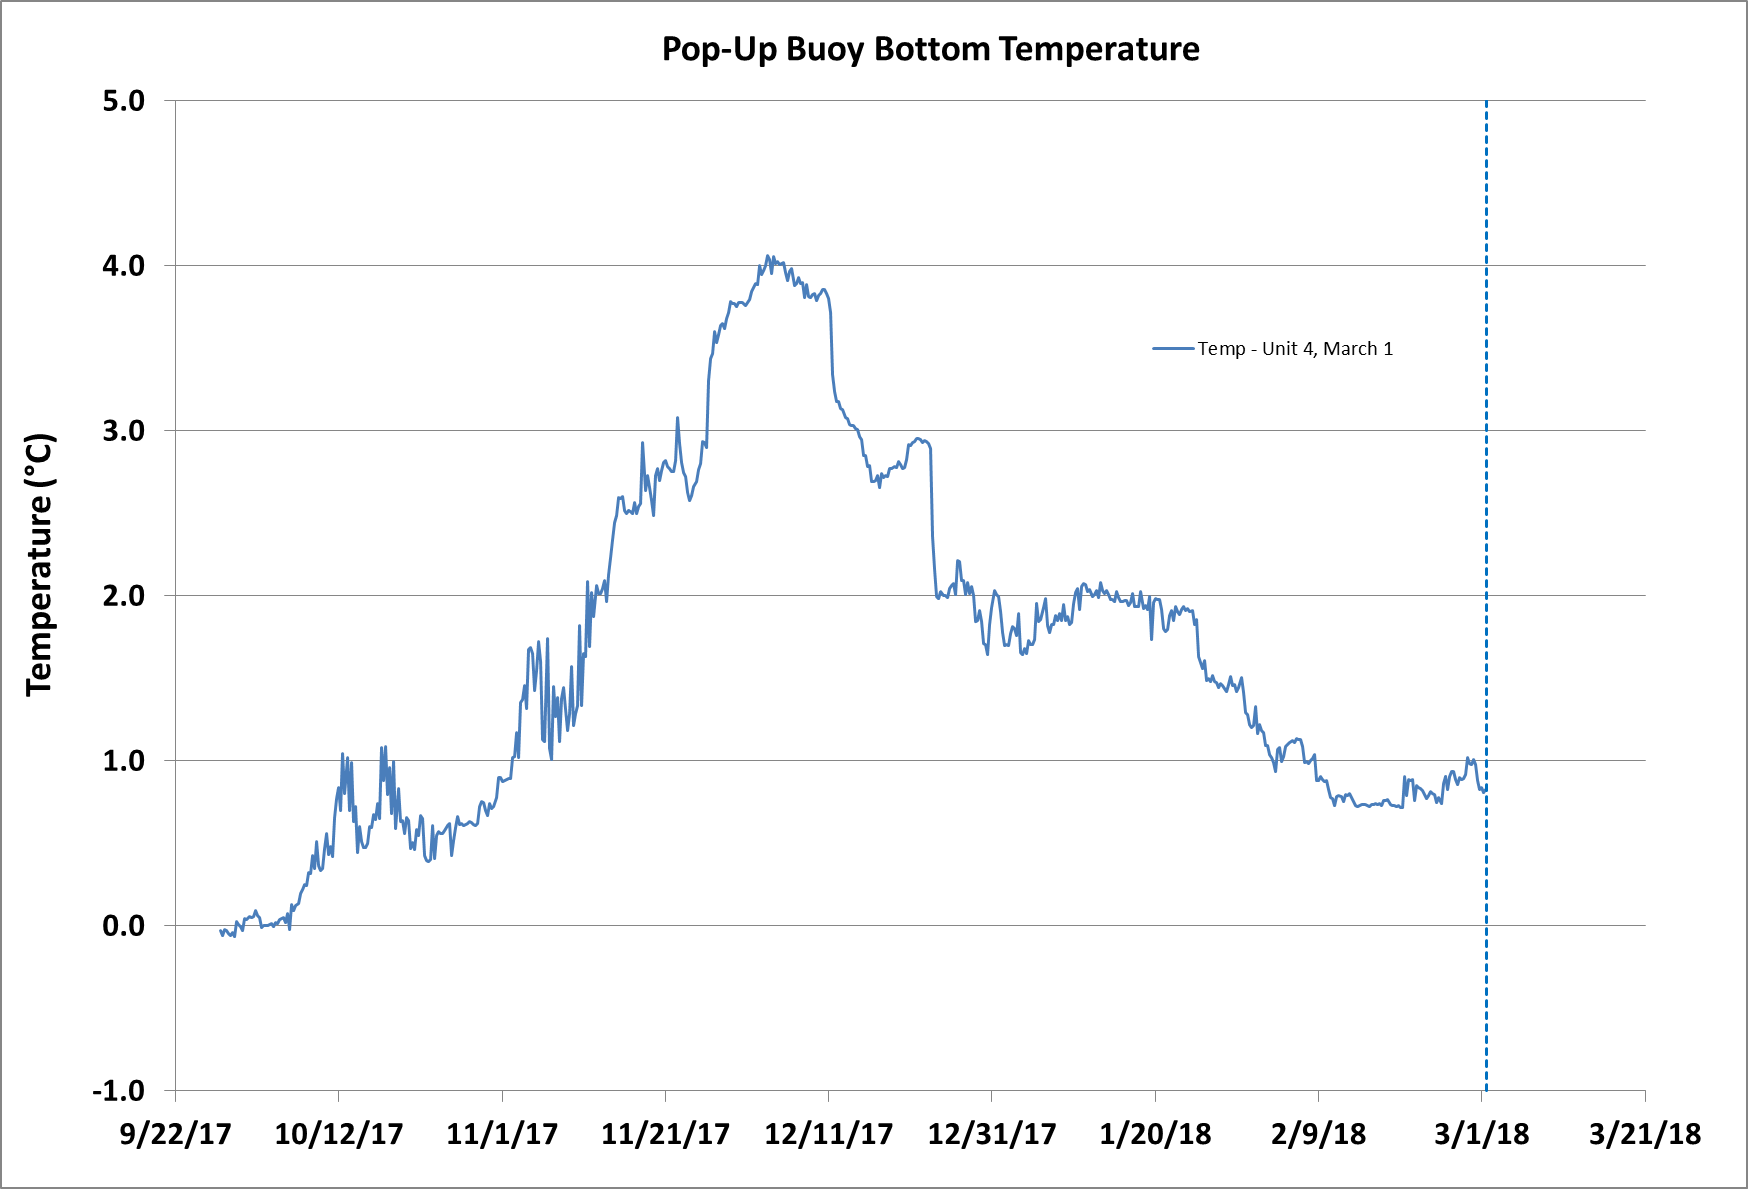 Pop-Up Buoy Bottom Temperature
5.0
4.0
3.0
2.0
1.0
0.0
-1.0
Temperature (°C)
Temp - Unit 4, March 1
9/22/17 10/12/17 11/1/17 11/21/17 12/11/17 12/31/17 1/20/18 2/9/18 3/1/18 3/21/18